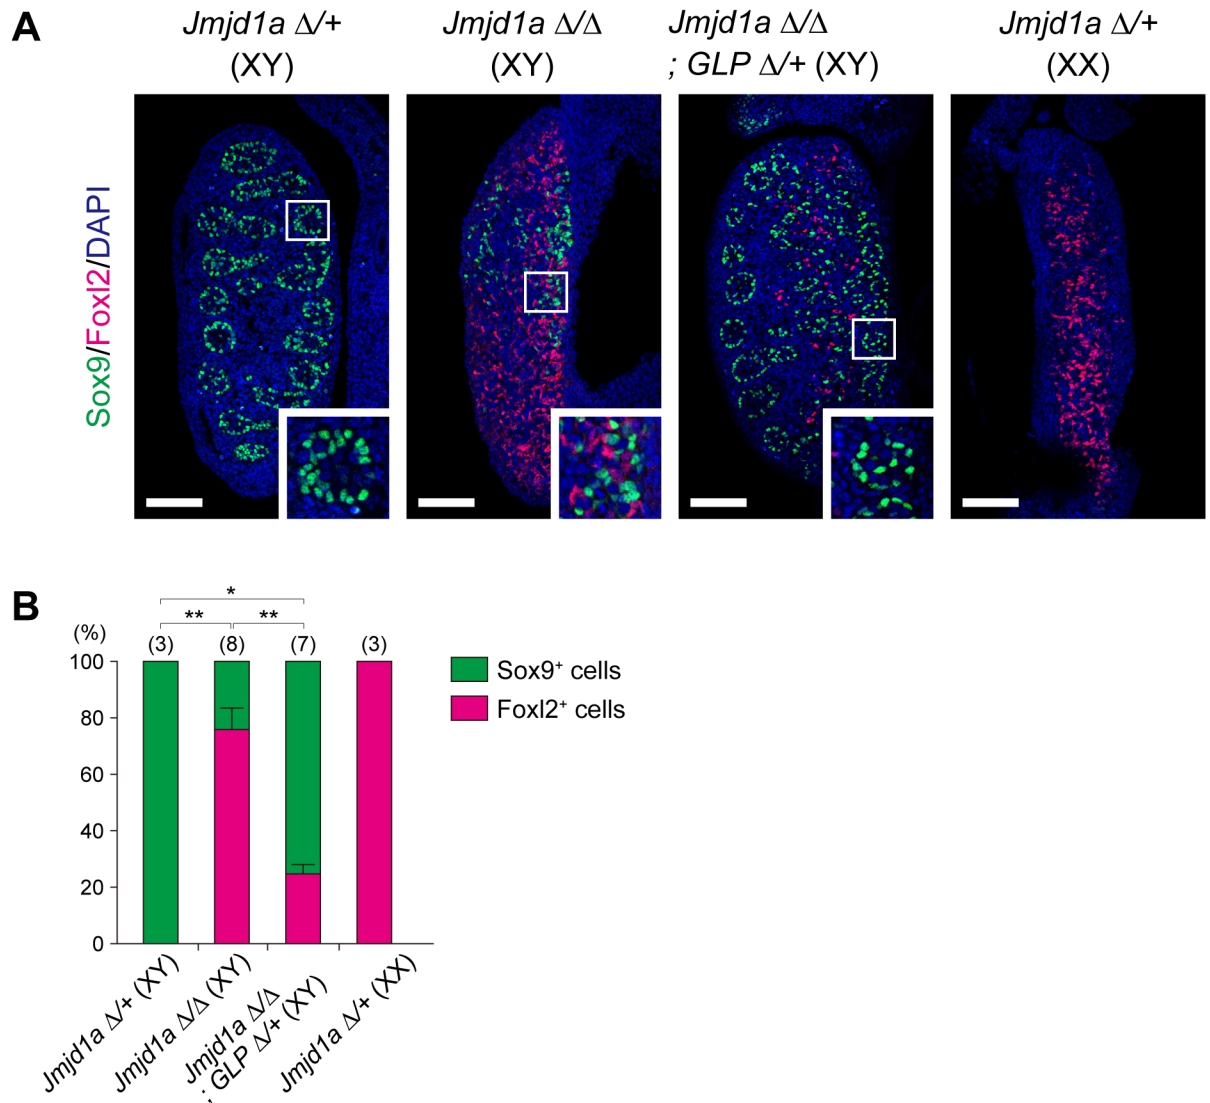 A
Jmjd1a Δ/+
(XY)
Jmjd1a Δ/Δ
(XY)
Jmjd1a Δ/Δ
; GLP Δ/+ (XY)
Jmjd1a Δ/+
(XX)
Sox9/Foxl2/DAPI
B
*
** **
(%)
(3) (8) (7) (3)
100
80
60
40
20
0
Sox9+ cells
Foxl2+ cells
Jmjd1a Δ/+ (XY)
Jmjd1a Δ/Δ (XY)
Jmjd1a Δ/Δ
; GLP Δ/+ (XY)
Jmjd1a Δ/+ (XX)